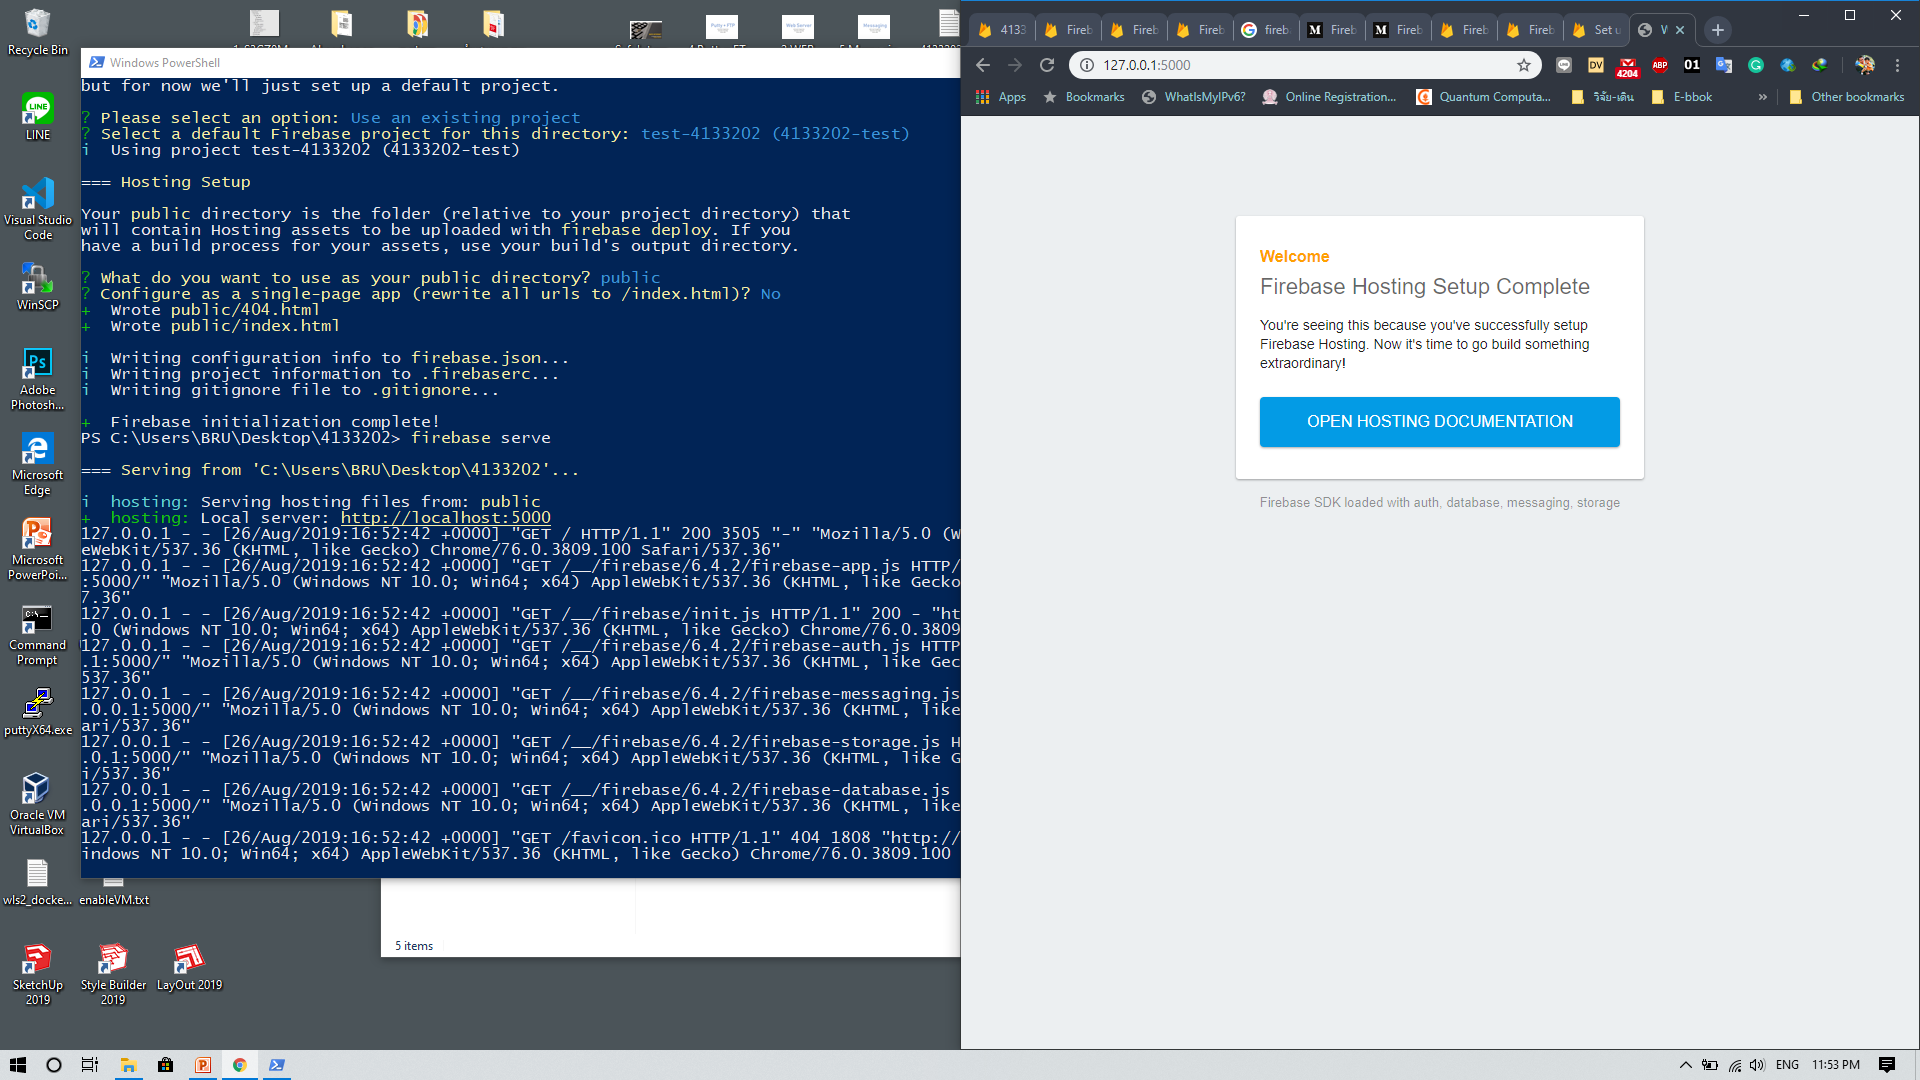 Recycle Bin
LINE
Visual Studio
Code
WinSCP
Adobe
Photosh...
Microsoft
Edge
Microsoft
PowerPoi...
Command
Prompt
puttyX64.exe
Oracle VM
VirtualBox
wls2_docke...
enableVM.txt
SketchUp
2019
Style Builder
2019
LayOut 2019
Windows PowerShell
but for now we'll just set up a default project.
? Please select an option: Use an existing project
? Select a default Firebase project for this directory: test-4133202 (4133202-test)
i  Using project test-4133202 (4133202-test)
=== Hosting Setup
Your public directory is the folder (relative to your project directory) that
will contain Hosting assets to be uploaded with firebase deploy. If you
have a build process for your assets, use your build's output directory.
? What do you want to use as your public directory? public
? Configure as a single-page app (rewrite all urls to /index.html)? No
+  Wrote public/404.html
+  Wrote public/index.html
i  Writing configuration info to firebase.json...
i  Writing project information to .firebaserc...
i  Writing gitignore file to .gitignore...
+  Firebase initialization complete!
PS C:\Users\BRU\Desktop\4133202> firebase serve
=== Serving from 'C:\Users\BRU\Desktop\4133202'...
i  hosting: Serving hosting files from: public
+  hosting: Local server: http://localhost:5000
127.0.0.1 - - [26/Aug/2019:16:52:42 +0000] "GET / HTTP/1.1" 200 3505 "-" "Mozilla/5.0 (W
eWebKit/537.36 (KHTML, like Gecko) Chrome/76.0.3809.100 Safari/537.36"
127.0.0.1 - - [26/Aug/2019:16:52:42 +0000] "GET /__/firebase/6.4.2/firebase-app.js HTTP/
:5000/" "Mozilla/5.0 (Windows NT 10.0; Win64; x64) AppleWebKit/537.36 (KHTML, like Gecko
7.36"
127.0.0.1 - - [26/Aug/2019:16:52:42 +0000] "GET /__/firebase/init.js HTTP/1.1" 200 - "ht
.0 (Windows NT 10.0; Win64; x64) AppleWebKit/537.36 (KHTML, like Gecko) Chrome/76.0.3809
127.0.0.1 - - [26/Aug/2019:16:52:42 +0000] "GET /__/firebase/6.4.2/firebase-auth.js HTTP
.1:5000/" "Mozilla/5.0 (Windows NT 10.0; Win64; x64) AppleWebKit/537.36 (KHTML, like Gec
537.36"
127.0.0.1 - - [26/Aug/2019:16:52:42 +0000] "GET /__/firebase/6.4.2/firebase-messaging.js
.0.0.1:5000/" "Mozilla/5.0 (Windows NT 10.0; Win64; x64) AppleWebKit/537.36 (KHTML, like
ari/537.36"
127.0.0.1 - - [26/Aug/2019:16:52:42 +0000] "GET /__/firebase/6.4.2/firebase-storage.js H
.0.1:5000/" "Mozilla/5.0 (Windows NT 10.0; Win64; x64) AppleWebKit/537.36 (KHTML, like G
i/537.36"
127.0.0.1 - - [26/Aug/2019:16:52:42 +0000] "GET /__/firebase/6.4.2/firebase-database.js
.0.0.1:5000/" "Mozilla/5.0 (Windows NT 10.0; Win64; x64) AppleWebKit/537.36 (KHTML, like
ari/537.36"
127.0.0.1 - - [26/Aug/2019:16:52:42 +0000] "GET /favicon.ico HTTP/1.1" 404 1808 "http://
indows NT 10.0; Win64; x64) AppleWebKit/537.36 (KHTML, like Gecko) Chrome/76.0.3809.100
5 items
4133 Fireb Fireb Fireb fireb Fireb Fireb Fireb Fireb Set u
127.0.0.1:5000
DV 4204 ABP 01
Apps Bookmarks WhatIsMyIPv6? Online Registration... Quantum Computa... วิจัย-เดิน E-bbok » Other bookmarks
Welcome
Firebase Hosting Setup Complete
You're seeing this because you've successfully setup
Firebase Hosting. Now it's time to go build something
extraordinary!
OPEN HOSTING DOCUMENTATION
Firebase SDK loaded with auth, database, messaging, storage
ENG 11:53 PM